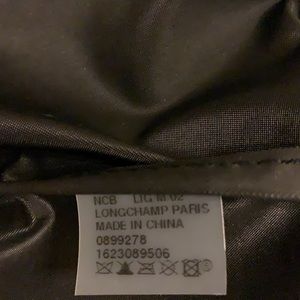 NCB LIG M 02
LONGCHAMP PARIS
MADE IN CHINA
0899278
1623089506